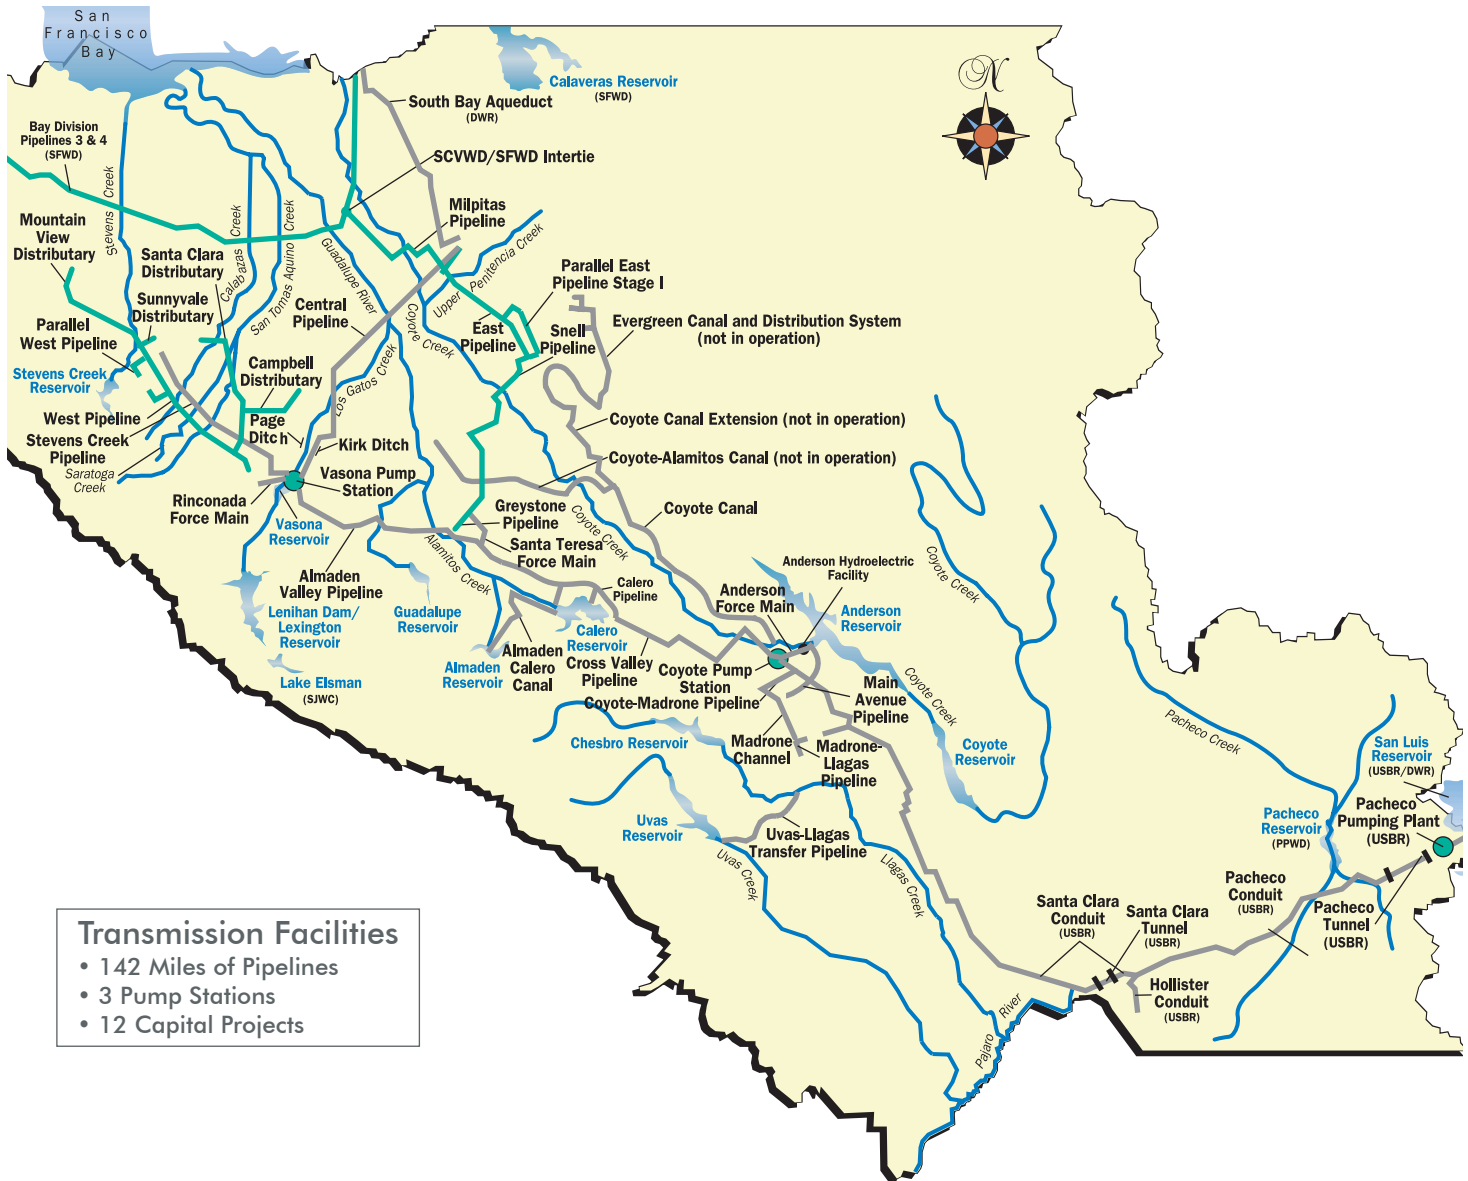 San
Francisco
Bay
N
Calaveras Reservoir
(SFWD)
South Bay Aqueduct
(DWR)
Bay Division
Pipelines 3 & 4
(SFWD)
SCVWD/SFWD Intertie
Stevens Creek
Calabazas Creek
San Tomas Aquino Creek
Guadalupe River
Milpitas
Pipeline
Upper Penitencia Creek
Mountain
View
Distributary
Santa Clara
Distributary
Sunnyvale
Distributary
Central
Pipeline
Parallel East
Pipeline Stage I
Parallel
West Pipeline
East
Pipeline
Snell
Pipeline
Evergreen Canal and Distribution System
(not in operation)
Coyote Creek
Los Gatos Creek
Stevens Creek
Reservoir
Campbell
Distributary
West Pipeline
Page
Ditch
Kirk Ditch
Stevens Creek
Pipeline
Saratoga
Creek
Coyote Canal Extension (not in operation)
Coyote-Alamitos Canal (not in operation)
Vasona Pump
Station
Rinconada
Force Main
Vasona
Reservoir
Greystone
Pipeline
Coyote Canal
Coyote Creek
Santa Teresa
Force Main
Alamitos Creek
Almaden
Valley Pipeline
Calero
Pipeline
Anderson Hydroelectric
Facility
Anderson
Force Main
Anderson
Reservoir
Coyote Creek
Lenihan Dam/
Lexington
Reservoir
Guadalupe
Reservoir
Calero
Reservoir
Almaden
Reservoir
Almaden
Calero
Canal
Cross Valley
Pipeline
Coyote Pump
Station
Coyote-Madrone Pipeline
Main
Avenue
Pipeline
Coyote Creek
Lake Elsman
(SJWC)
Chesbro Reservoir
Madrone
Channel
Madrone-
Llagas
Pipeline
Coyote
Reservoir
Pacheco Creek
San Luis
Reservoir
(USBR/DWR)
Uvas
Reservoir
Uvas-Llagas
Transfer Pipeline
Uvas Creek
Llagas Creek
Pacheco
Reservoir
(PPWD)
Pacheco
Pumping Plant
(USBR)
Pacheco
Conduit
(USBR)
Pacheco
Tunnel
(USBR)
Santa Clara
Conduit
(USBR)
Santa Clara
Tunnel
(USBR)
Hollister
Conduit
(USBR)
Pajaro River
Transmission Facilities
• 142 Miles of Pipelines
• 3 Pump Stations
• 12 Capital Projects